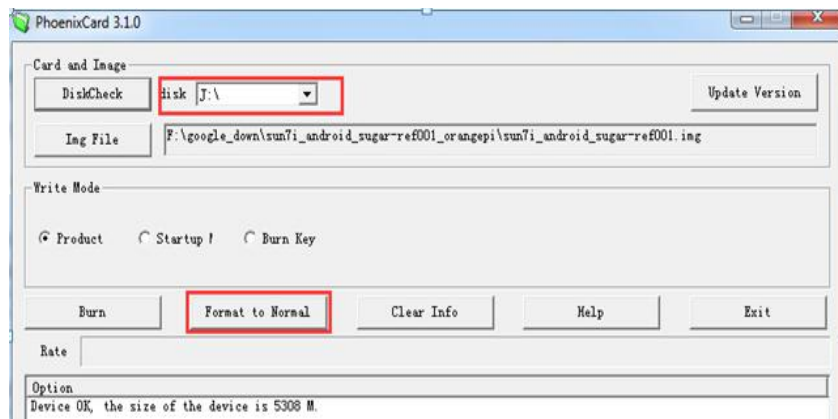 PhoenixCard 3.1.0
Card and Image
DiskCheck disk J:\ Update Version
Img File F:\google_down\sun7i_android_sugar-ref001_orangepi\sun7i_android_sugar-ref001.img
Write Mode
Product Startup Burn Key
Burn Format to Normal Clear Info Help Exit
Rate
Option
Device OK, the size of the device is 5308 M.